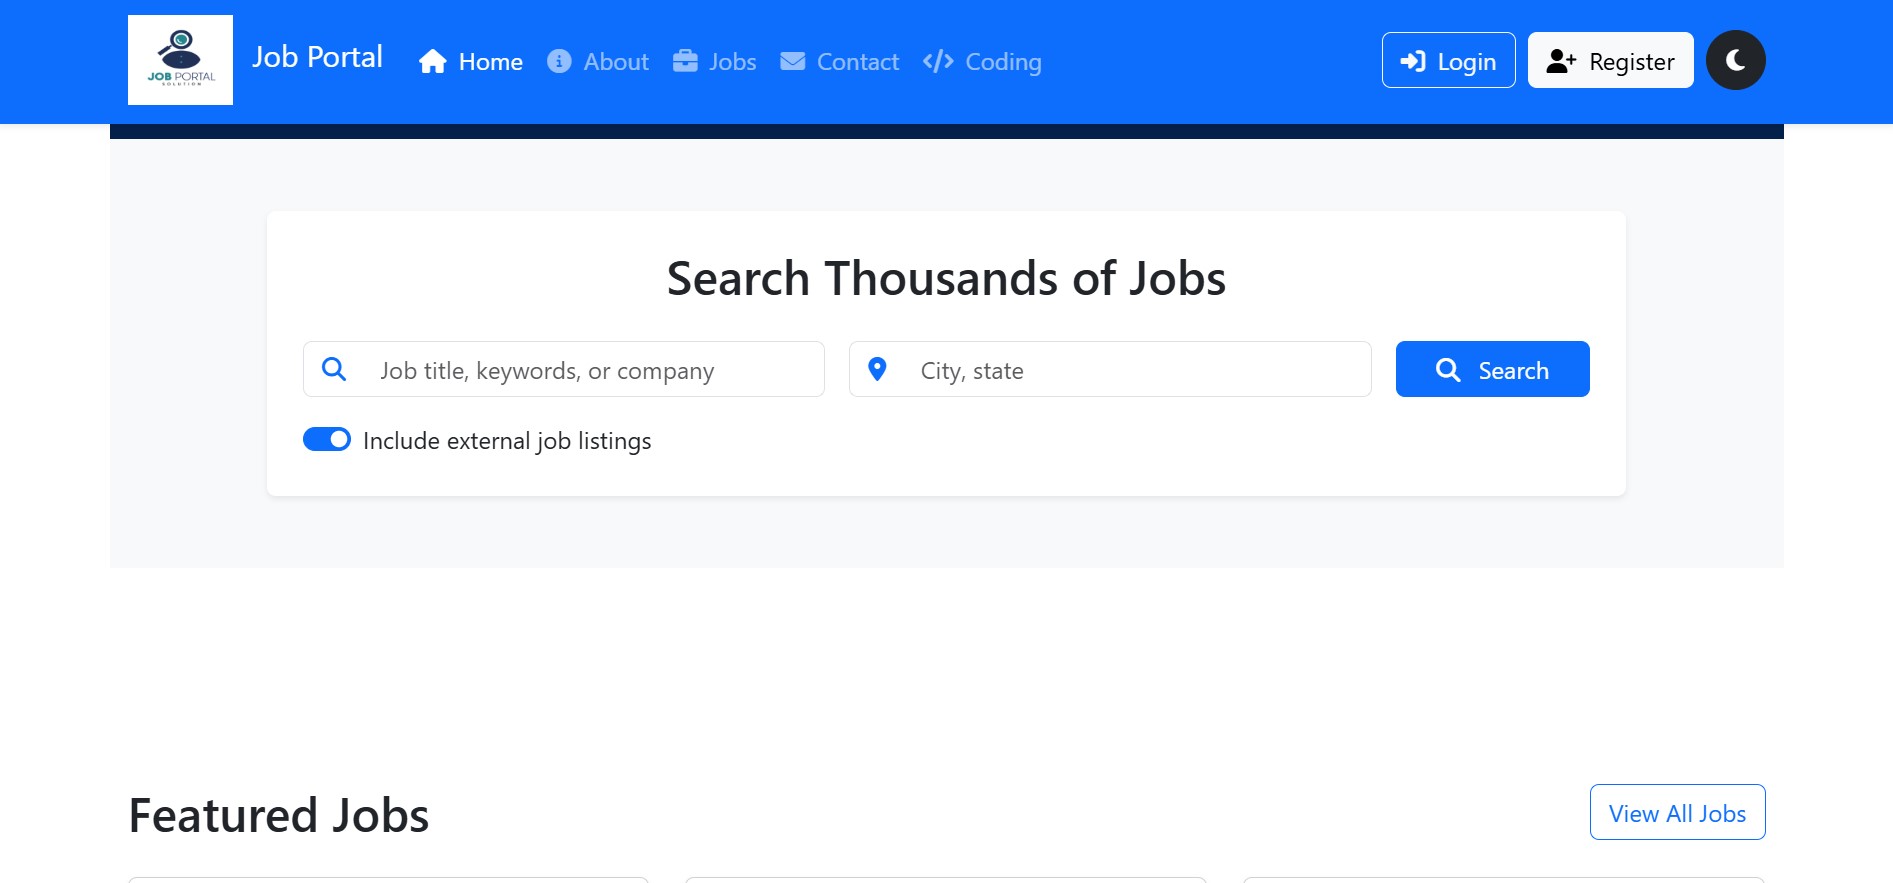 JOB PORTAL
SOLUTION
Job Portal
Home
About
Jobs
Contact
Coding
Login
Register
Search Thousands of Jobs
Job title, keywords, or company
City, state
Search
Include external job listings
Featured Jobs
View All Jobs